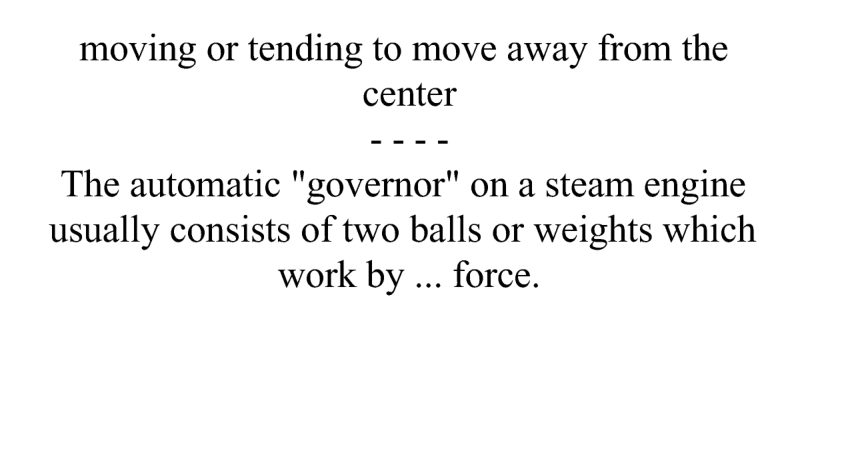 moving or tending to move away from the
center
- - - -
The automatic "governor" on a steam engine
usually consists of two balls or weights which
work by ... force.